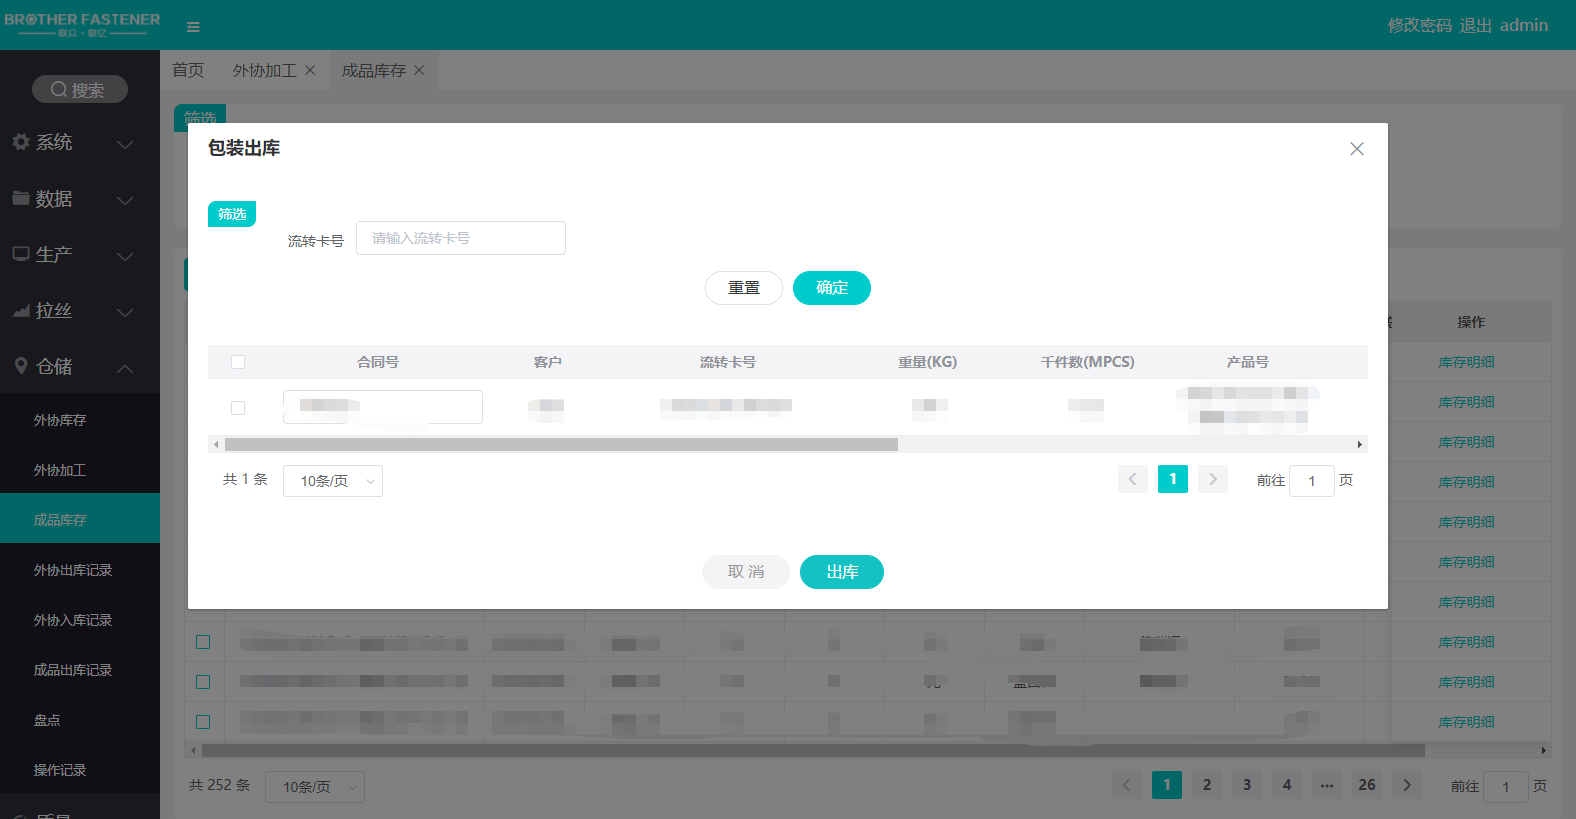 BROTHER FASTENER
联众·联亿
修改密码 退出 admin
搜索
首页 外协加工 成品库存
系统
数据
生产
拉丝
仓储
外协库存
外协加工
成品库存
外协出库记录
外协入库记录
成品出库记录
盘点
操作记录
质量
筛选
包装出库
筛选
流转卡号 请输入流转卡号
重置 确定
合同号 客户 流转卡号 重量(KG) 千件数(MPCS) 产品号
共 1 条 10条/页 1 前往 1 页
取 消 出库
操作
库存明细
库存明细
库存明细
库存明细
库存明细
库存明细
库存明细
库存明细
库存明细
库存明细
共 252 条 10条/页 1 2 3 4 ··· 26 前往 1 页